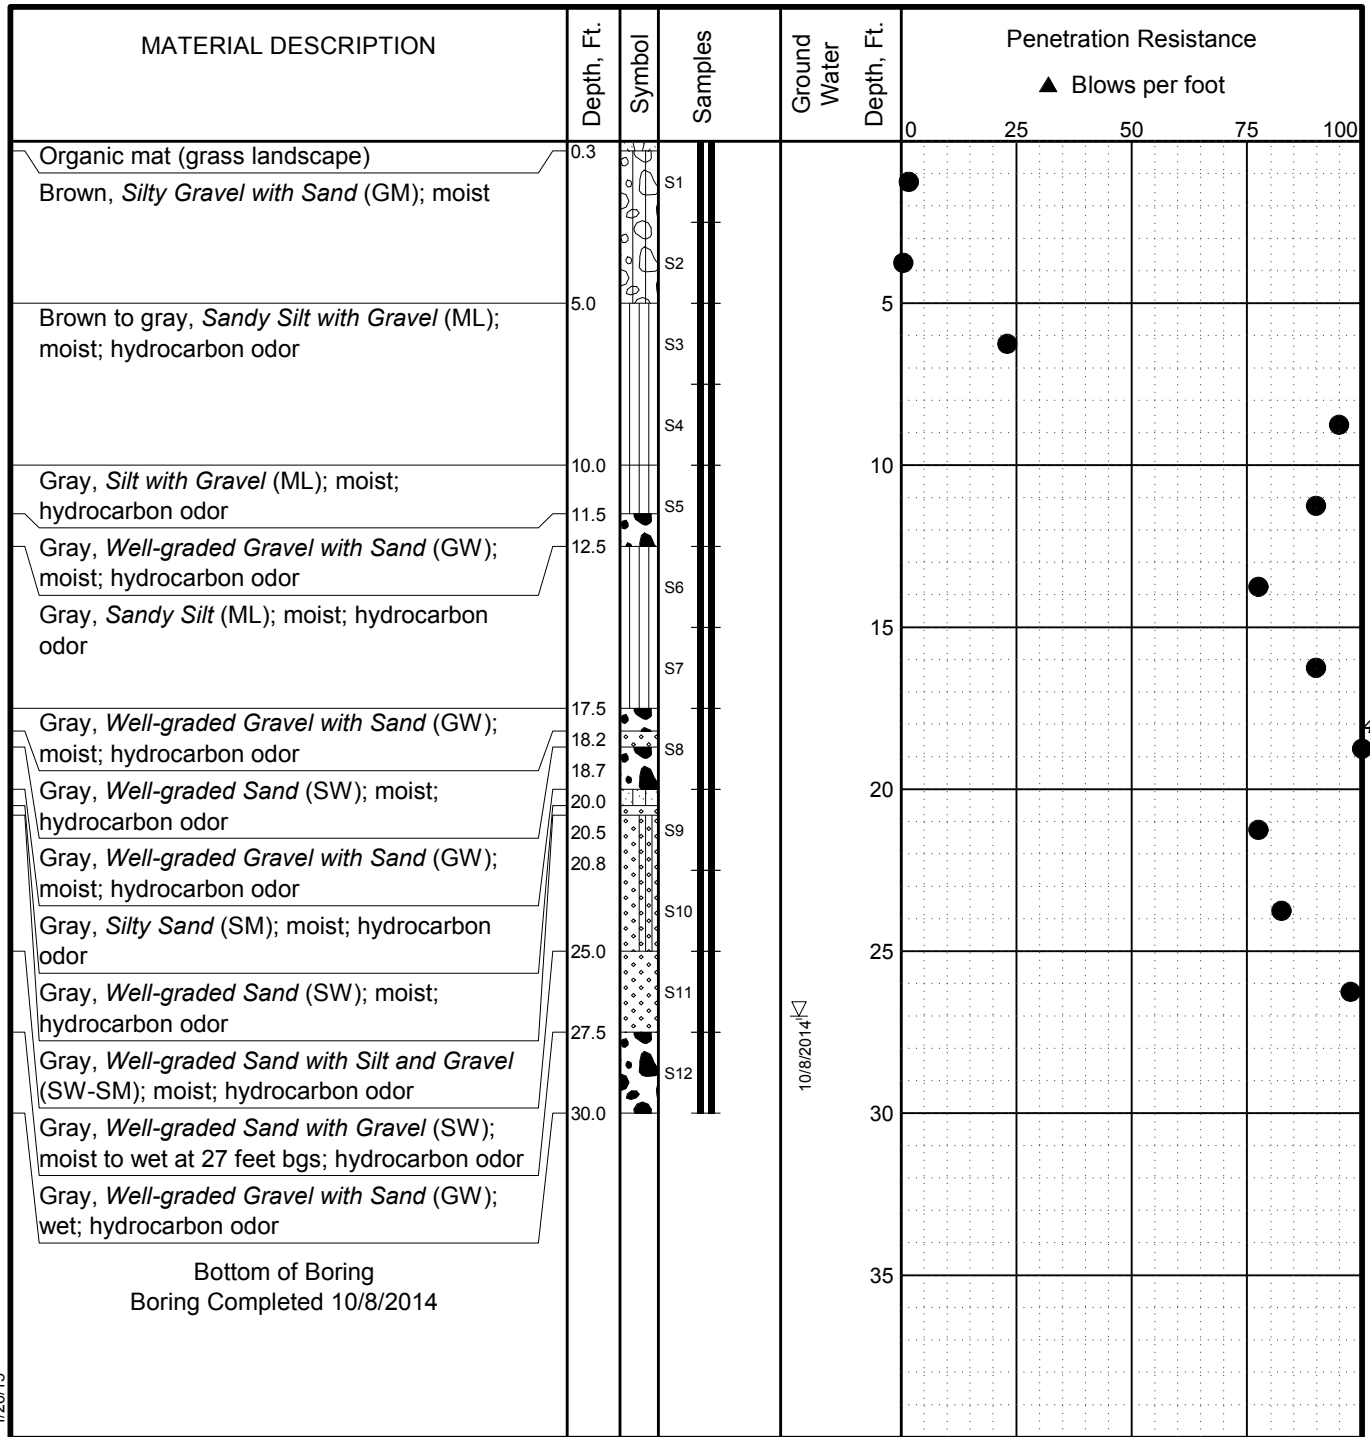 MATERIAL DESCRIPTION
Depth, Ft.
Symbol
Samples
Ground
Water
Depth, Ft.
Penetration Resistance
▲ Blows per foot
0 25 50 75 100
Organic mat (grass landscape)
0.3
Brown, Silty Gravel with Sand (GM); moist
S1
S2
5.0
5
Brown to gray, Sandy Silt with Gravel (ML);
moist; hydrocarbon odor
S3
S4
10.0
10
Gray, Silt with Gravel (ML); moist;
hydrocarbon odor
S5
11.5
Gray, Well-graded Gravel with Sand (GW);
moist; hydrocarbon odor
12.5
S6
Gray, Sandy Silt (ML); moist; hydrocarbon
odor
15
S7
17.5
Gray, Well-graded Gravel with Sand (GW);
moist; hydrocarbon odor
18.2
S8
18.7
Gray, Well-graded Sand (SW); moist;
hydrocarbon odor
20.0
20
20.5
S9
Gray, Well-graded Gravel with Sand (GW);
moist; hydrocarbon odor
20.8
Gray, Silty Sand (SM); moist; hydrocarbon
odor
S10
25.0
25
Gray, Well-graded Sand (SW); moist;
hydrocarbon odor
S11
27.5
10/8/2014
Gray, Well-graded Sand with Silt and Gravel
(SW-SM); moist; hydrocarbon odor
S12
30.0
30
Gray, Well-graded Sand with Gravel (SW);
moist to wet at 27 feet bgs; hydrocarbon odor
Gray, Well-graded Gravel with Sand (GW);
wet; hydrocarbon odor
35
Bottom of Boring
Boring Completed 10/8/2014